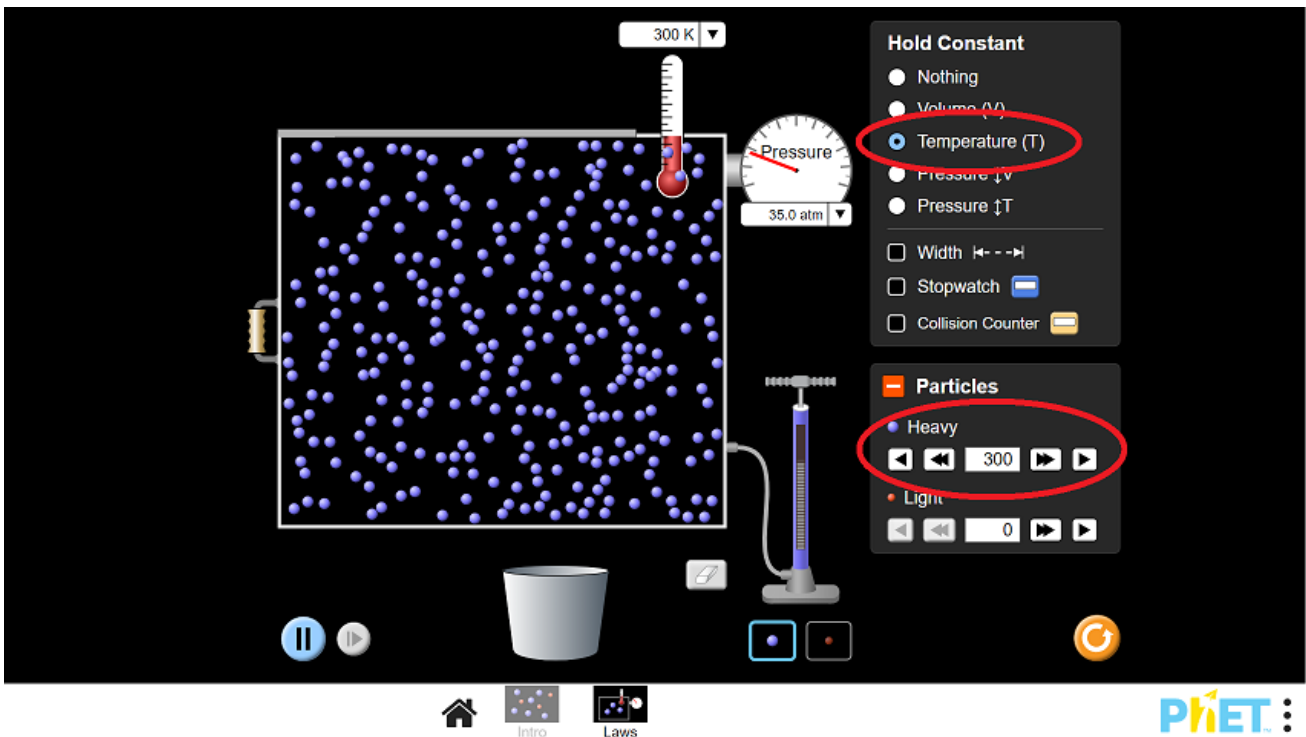 300 K
Hold Constant
Nothing
Volume (V)
Temperature (T)
Pressure ↕V
Pressure ↕T
Pressure
35.0 atm
Width
Stopwatch
Collision Counter
Particles
Heavy
300
Light
0
Intro
Laws
PhET